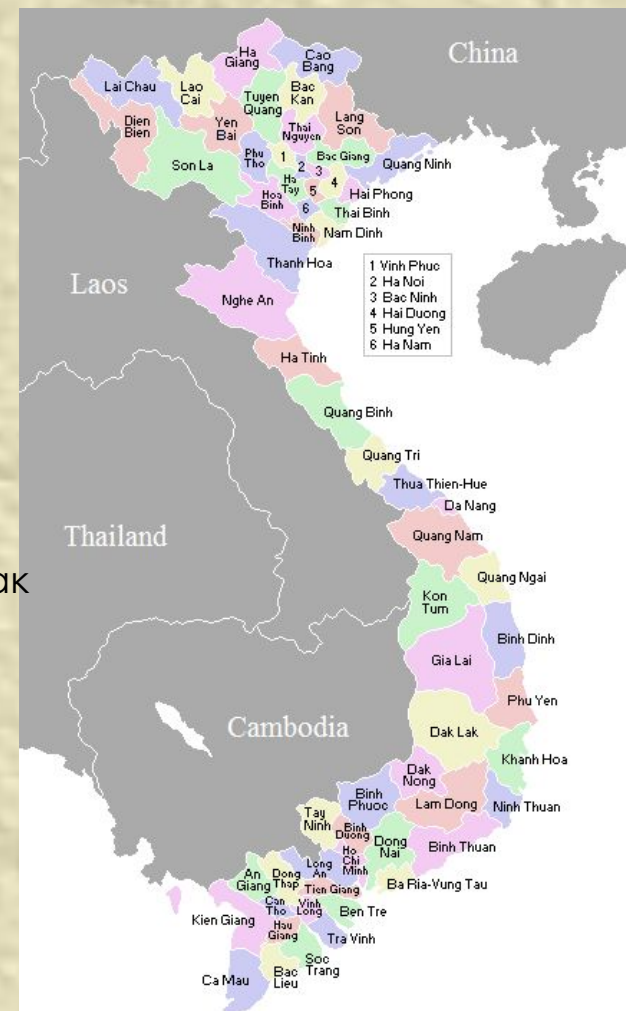 China
Ha
Giang
Cao
Bang
Lai Chau
Lao
Cai
Tuyen
Quang
Bac
Kan
Dien
Bien
Yen
Bai
Thai
Nguyen
Lang
Son
Son La
Phu
Tho
1
2
3
4
5
6
Bac Giang
Quang Ninh
Ha
Tay
Hoa
Binh
Hai Phong
Thai Binh
Ninh
Binh
Nam Dinh
Thanh Hoa
1 Vinh Phuc
2 Ha Noi
3 Bac Ninh
4 Hai Duong
5 Hung Yen
6 Ha Nam
Laos
Nghe An
Ha Tinh
Quang Binh
Quang Tri
Thua Thien-Hue
Da Nang
Thailand
Quang Nam
Quang Ngai
Kon
Tum
Binh Dinh
Gia Lai
Phu Yen
Cambodia
Dak Lak
Khanh Hoa
Dak
Nong
Binh
Phuoc
Lam Dong
Ninh Thuan
Tay
Ninh
Binh
Duong
Dong
Nai
Binh Thuan
Ho
Chi
Minh
Long
An
An
Giang
Dong
Thap
Tien Giang
Ba Ria-Vung Tau
Can
Tho
Vinh
Long
Ben Tre
Kien Giang
Hau
Giang
Tra Vinh
Soc
Trang
Ca Mau
Bac
Lieu